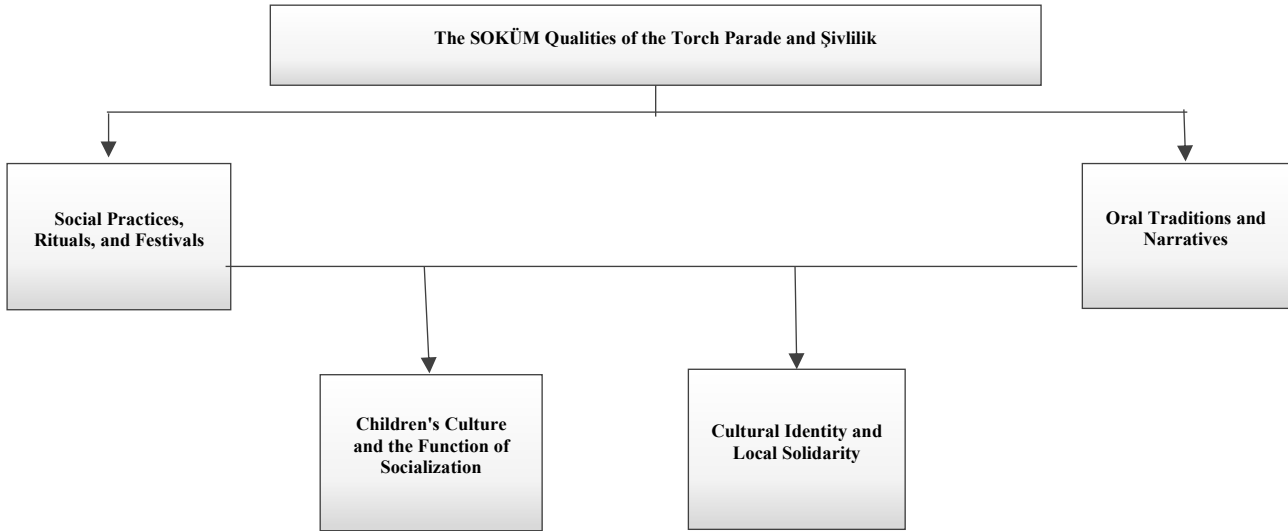 The SOKÜM Qualities of the Torch Parade and Şivlilik
Social Practices,
Rituals, and Festivals
Oral Traditions and
Narratives
Children's Culture
and the Function of
Socialization
Cultural Identity and
Local Solidarity